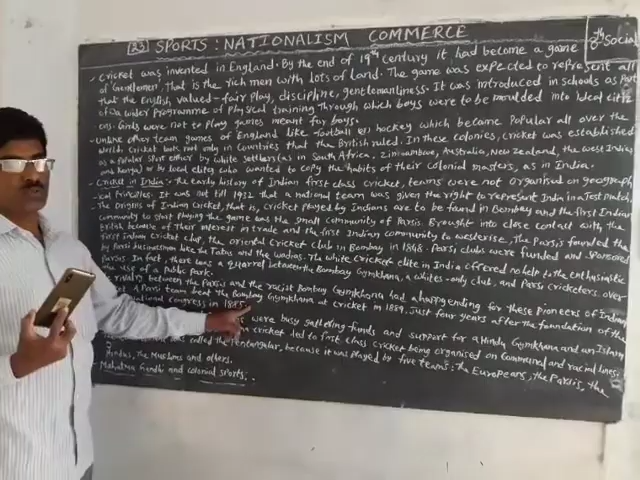 23 SPORTS: NATIONALISM COMMERCE
8th Social
Cricket was invented in England. By the end of 19th century it had become a game
of Gentlemen, that is the rich men with lots of land. The game was expected to represent all
that the English valued - fair play, discipline, gentlemanliness. It was introduced in schools as part
of a programme of Physical training through which boys were to be moulded into ideal citiz
ens. Girls were not to play games meant for boys.
Unlike other team games of England like football or hockey which became popular all over the
world. Cricket took root only in countries that the British ruled. In these colonies, cricket was established
as a popular sport either by white settlers (as in South Africa, Zimbabwe, Australia, New Zealand, the west Indies
and Kenya) or by local elites who wanted to copy the habits of their colonial masters, as in India.
Cricket in India: The early history of Indian first class cricket, teams were not organised on geograph
ical Principles. It was not till 1932 that a national team was given the right to represent India in a Test match.
The origins of Indian Cricket, that is, cricket played by Indians are to be found in Bombay and the first Indian
community to start playing the game was the small community of Parsis. Brought into close contact with the
British because of their interest in trade and the first Indian community to westernise, the Parsis founded the
first Indian Cricket club, the oriental Cricket club in Bombay in 1848. Parsi clubs were funded and sponsored
by Parsi businessmen like the Tatas and the Wadias. The white Cricket elite in India offered no help to the enthusiastic
Parsis. In fact, there was a quarrel between the Bombay Gymkhana, a whites-only club, and Parsi cricketers over
the use of a public park.
rivalry between the Parsis and the racist Bombay Gymkhana had a happy ending for these pioneers of Indian
A Parsi team beat the Bombay Gymkhana at cricket in 1889. Just four years after the foundation of the
national congress in 1885.
were busy gathering funds and support for a Hindu Gymkhana and an Islam
cricket led to first class cricket being organised on communal and racial lines.
was called the Pentangular, because it was played by five teams: the Europeans, the Parsis, the
Hindus, the Muslims and others.
Mahatma Gandhi and colonial sports: